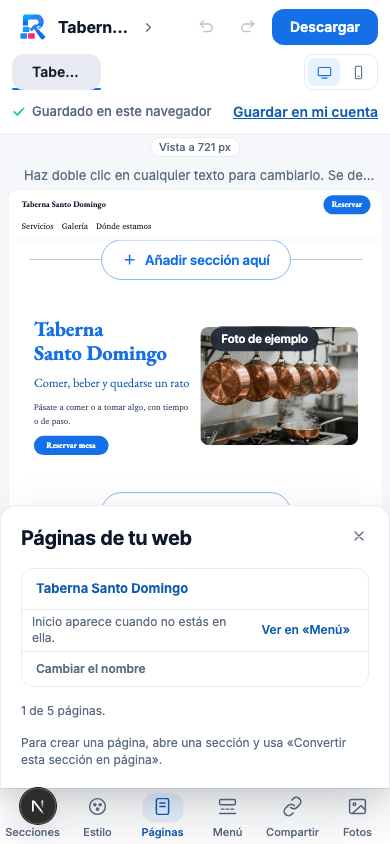 Tabern...
Descargar
Tabe...
Guardado en este navegador
Guardar en mi cuenta
Vista a 721 px
Haz doble clic en cualquier texto para cambiarlo. Se de...
Taberna Santo Domingo
Reservar
Servicios Galería Dónde estamos
Añadir sección aquí
Taberna
Santo Domingo
Comer, beber y quedarse un rato
Pásate a comer o a tomar algo, con tiempo
o de paso.
Reservar mesa
Foto de ejemplo
Páginas de tu web
Taberna Santo Domingo
Inicio aparece cuando no estás en
ella.
Ver en «Menú»
Cambiar el nombre
1 de 5 páginas.
Para crear una página, abre una sección y usa «Convertir
esta sección en página».
N
Secciones Estilo Páginas Menú Compartir Fotos